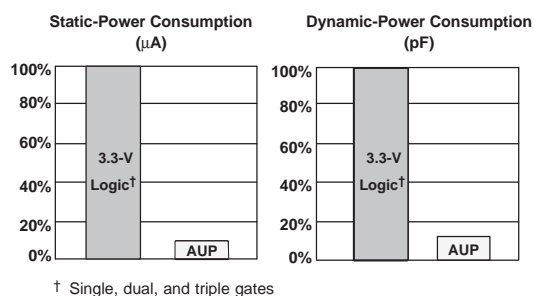 Static-Power Consumption
(μA)
100%
80%
60%
40%
20%
0%
3.3-V
Logic†
AUP
Dynamic-Power Consumption
(pF)
100%
80%
60%
40%
20%
0%
3.3-V
Logic†
AUP
† Single, dual, and triple gates